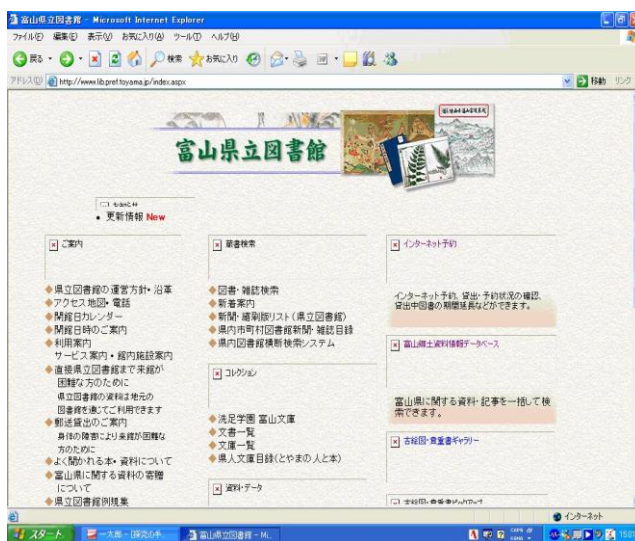 富山県立図書館 - Microsoft Internet Explorer
ファイル(F) 編集(E) 表示(V) お気に入り(A) ツール(T) ヘルプ(H)
戻る 検索 お気に入り
アドレス(D) http://www.lib.pref.toyama.jp/index.aspx 移動 リンク
富山県立図書館
• 更新情報 New
ご案内
◆県立図書館の運営方針・沿革
◆アクセス地図・電話
◆開館日カレンダー
◆開館日時のご案内
◆利用案内
サービス案内・館内施設案内
◆直接県立図書館まで来館が
困難な方のために
県立図書館の資料は地元の
図書館を通じてご利用できます
◆郵送貸出のご案内
身体の障害により来館が困難な
方のために
◆よく聞かれる本・資料について
◆富山県に関する資料の寄贈
について
◆県立図書館例規集
蔵書検索
◆図書・雑誌検索
◆新着案内
◆新聞・縮刷版リスト(県立図書館)
◆県内市町村図書館新聞・雑誌目録
◆県内図書館横断検索システム
コレクション
◆洗足学園 富山文庫
◆文書一覧
◆文庫一覧
◆県人文庫目録(とやまの人と本)
資料・データ
インターネット予約
インターネット予約、貸出・予約状況の確認、
貸出中図書の期間延長などができます。
富山郷土資料情報データベース
富山県に関する資料・記事を一括して検
索できます。
古絵図・貴重書ギャラリー
インターネット
スタート
富山県立図書館 - Mi...